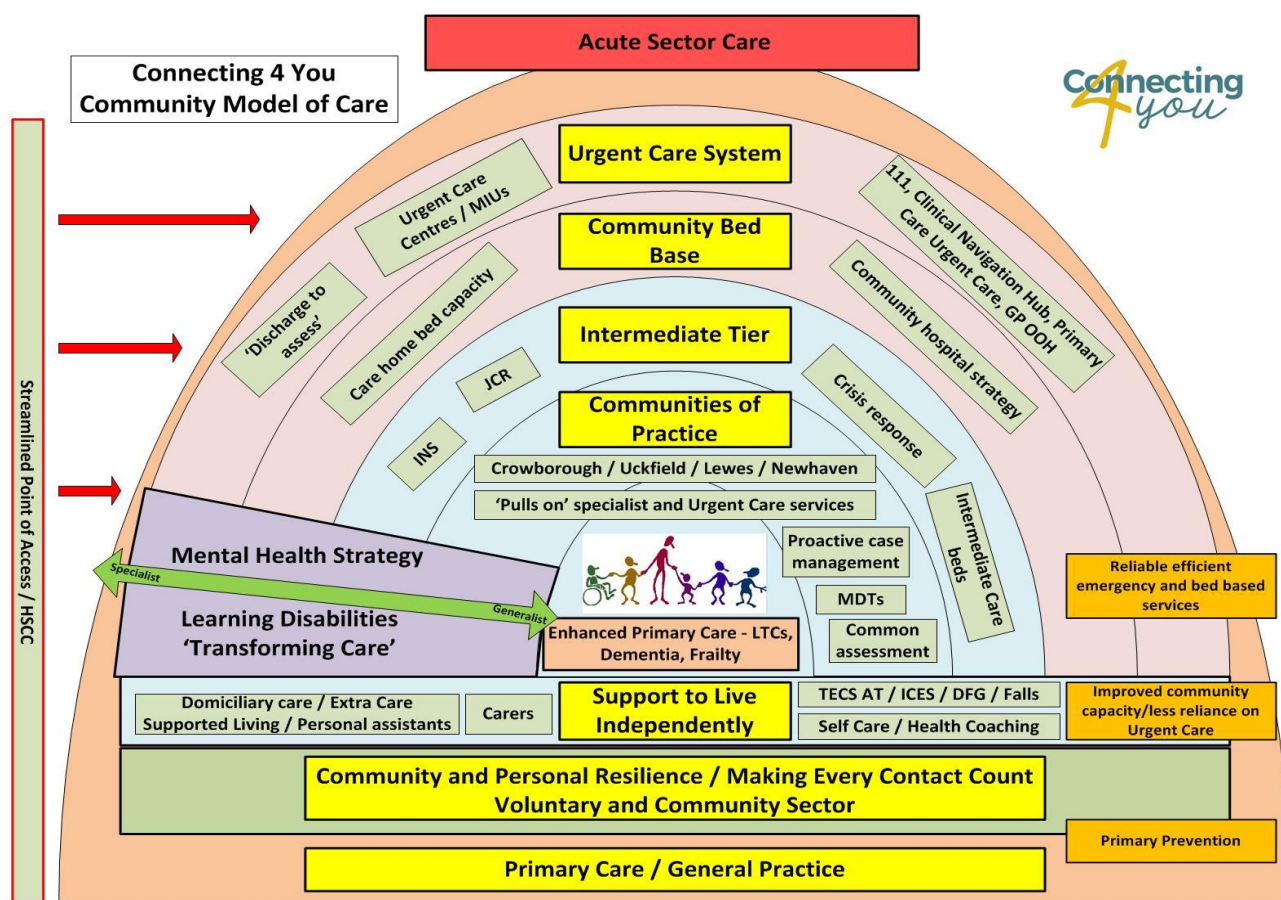 Acute Sector Care
Connecting 4 You
Community Model of Care
Connecting
4
you
Streamlined Point of Access / HSCC
Urgent Care System
Urgent Care
Centres / MIUs
'Discharge to
assess'
111, Clinical Navigation Hub, Primary
Care Urgent Care, GP OOH
Community Bed
Base
Care home bed capacity
Community hospital strategy
Intermediate Tier
JCR
INS
Crisis response
Intermediate Care
beds
Communities of
Practice
Crowborough / Uckfield / Lewes / Newhaven
'Pulls on' specialist and Urgent Care services
Proactive case
management
MDTs
Common
assessment
Mental Health Strategy
Specialist
Generalist
Learning Disabilities
'Transforming Care'
Enhanced Primary Care - LTCs,
Dementia, Frailty
Reliable efficient
emergency and bed based
services
Domiciliary care / Extra Care
Supported Living / Personal assistants
Carers
Support to Live
Independently
TECS AT / ICES / DFG / Falls
Self Care / Health Coaching
Improved community
capacity/less reliance on
Urgent Care
Community and Personal Resilience / Making Every Contact Count
Voluntary and Community Sector
Primary Prevention
Primary Care / General Practice